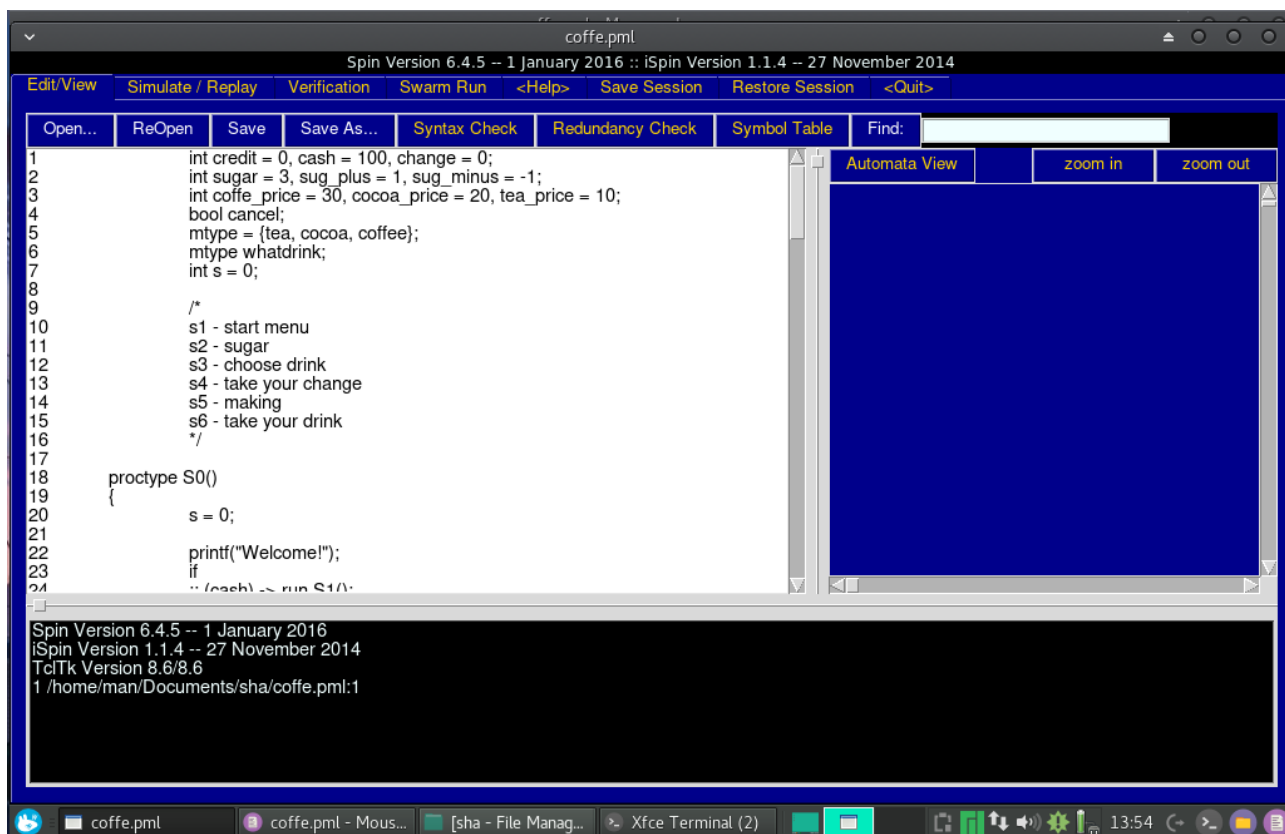 coffe.pml
Spin Version 6.4.5 -- 1 January 2016 :: iSpin Version 1.1.4 -- 27 November 2014
Edit/View Simulate / Replay Verification Swarm Run <Help> Save Session Restore Session <Quit>
Open... ReOpen Save Save As... Syntax Check Redundancy Check Symbol Table Find:
Automata View zoom in zoom out
1 int credit = 0, cash = 100, change = 0;
2 int sugar = 3, sug_plus = 1, sug_minus = -1;
3 int coffe_price = 30, cocoa_price = 20, tea_price = 10;
4 bool cancel;
5 mtype = {tea, cocoa, coffee};
6 mtype whatdrink;
7 int s = 0;
8
9 /*
10 s1 - start menu
11 s2 - sugar
12 s3 - choose drink
13 s4 - take your change
14 s5 - making
15 s6 - take your drink
16 */
17
18 proctype S0()
19 {
20 s = 0;
21
22 printf("Welcome!");
23 if
24 :: (cash) -> run S1();
Spin Version 6.4.5 -- 1 January 2016
iSpin Version 1.1.4 -- 27 November 2014
TclTk Version 8.6/8.6
1 /home/man/Documents/sha/coffe.pml:1
coffe.pml coffe.pml - Mous... [sha - File Manag... Xfce Terminal (2) 13:54